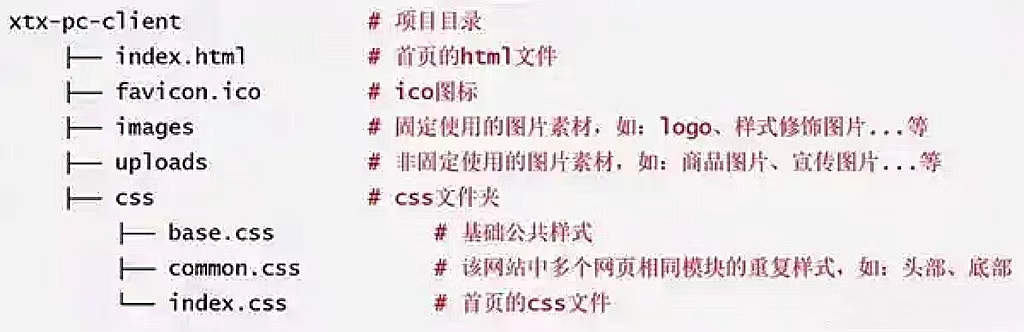 xtx-pc-client # 项目目录
├── index.html # 首页的html文件
├── favicon.ico # ico图标
├── images # 固定使用的图片素材，如：logo、样式修饰图片...等
├── uploads # 非固定使用的图片素材，如：商品图片、宣传图片...等
├── css # css文件夹
├── base.css # 基础公共样式
├── common.css # 该网站中多个网页相同模块的重复样式，如：头部、底部
└── index.css # 首页的css文件